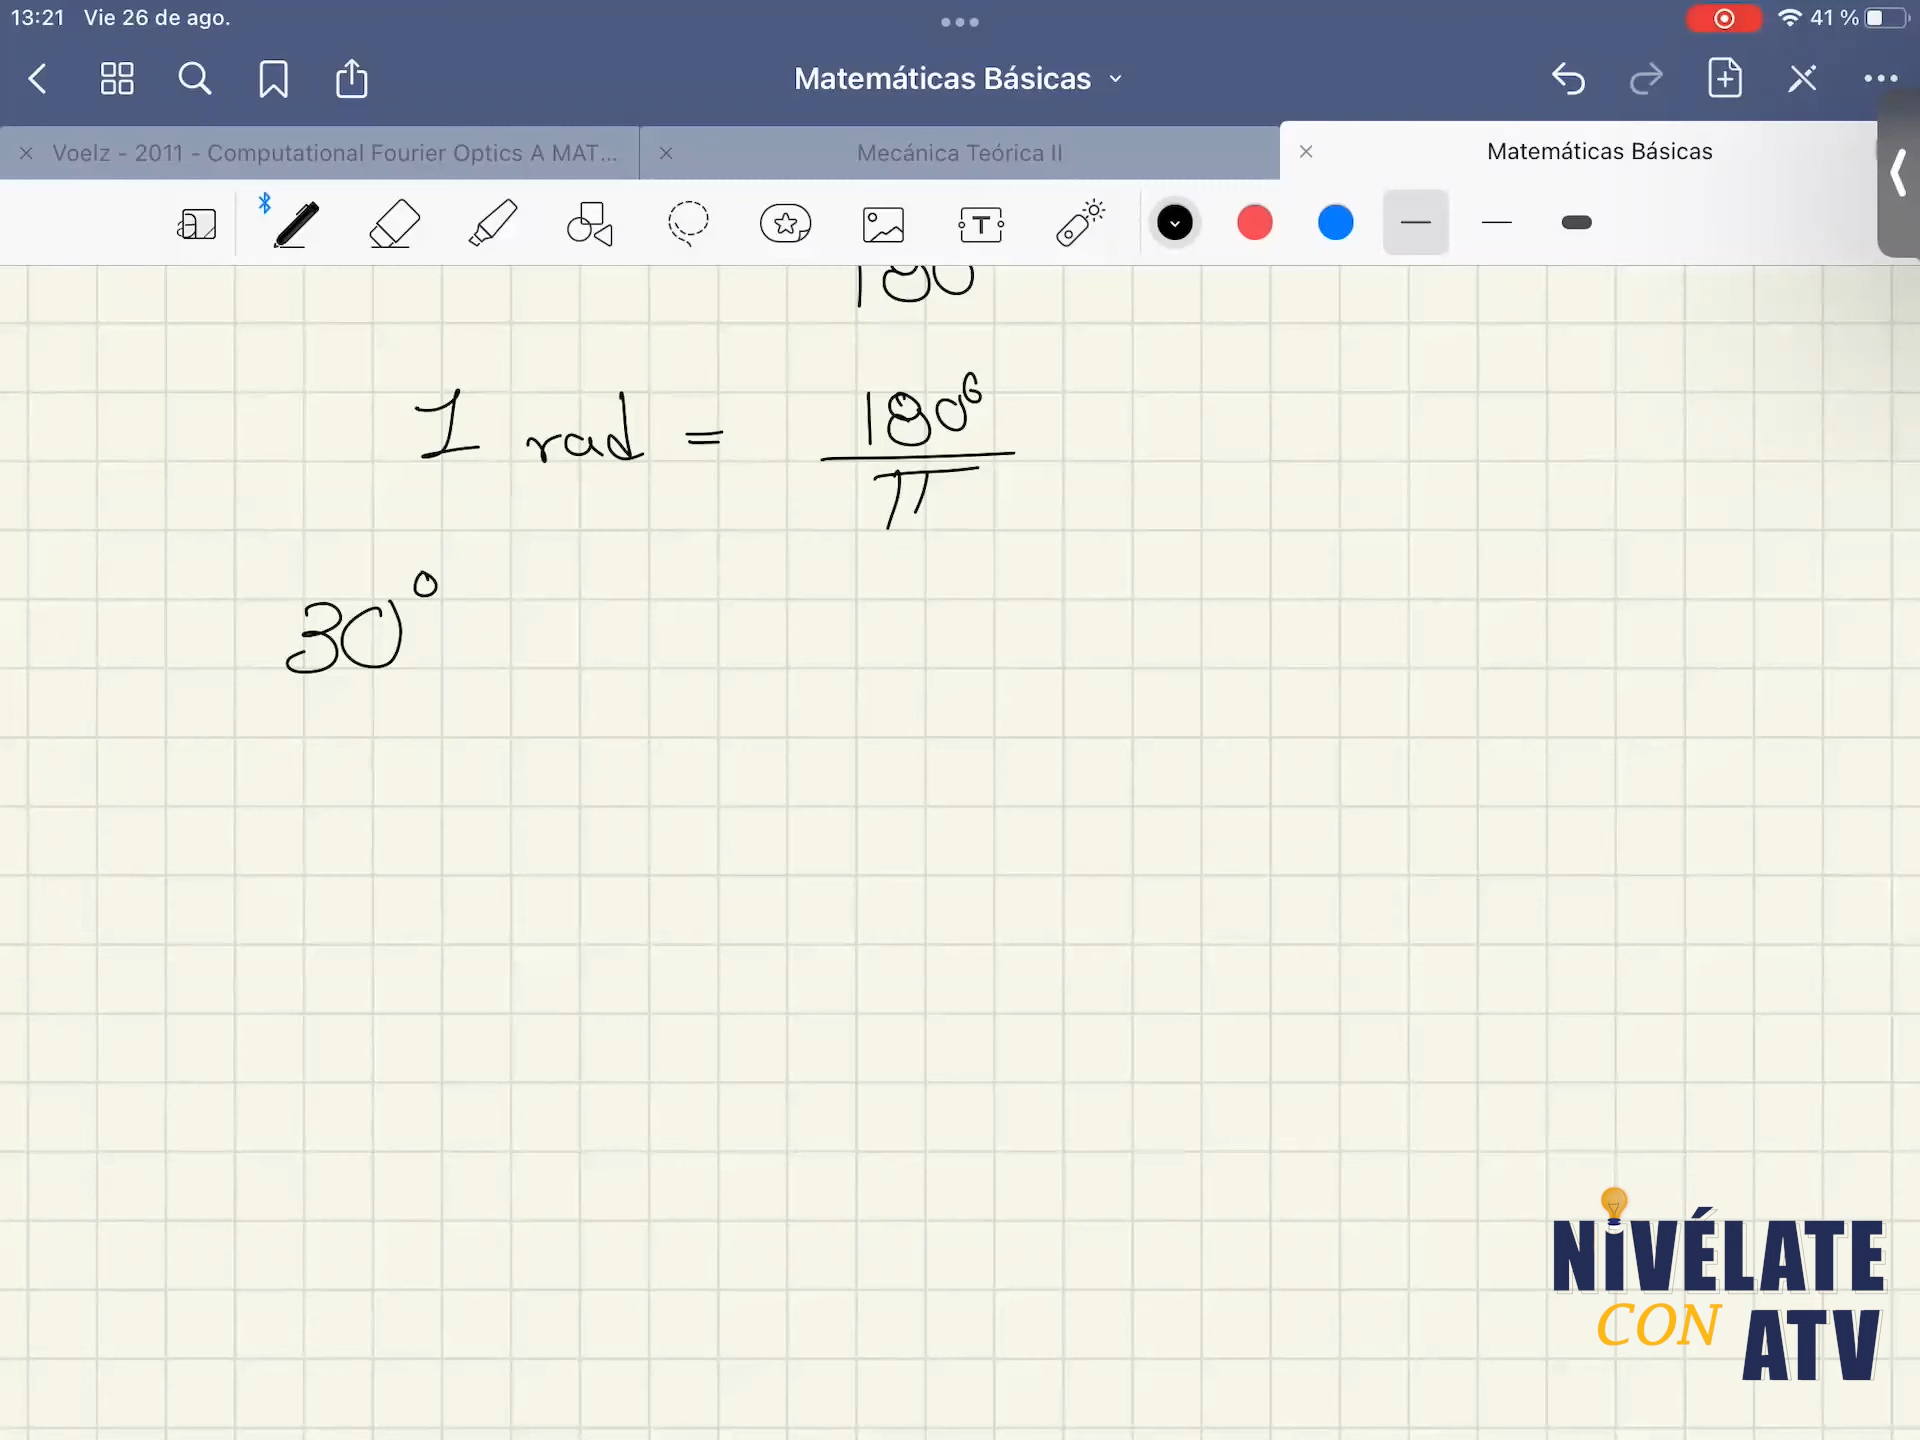 13:21 Vie 26 de ago. 41 %
Matemáticas Básicas
Voelz - 2011 - Computational Fourier Optics A MAT... Mecánica Teórica II Matemáticas Básicas
180
1 rad = 180°
π
30°
NIVÉLATE
CON
ATV